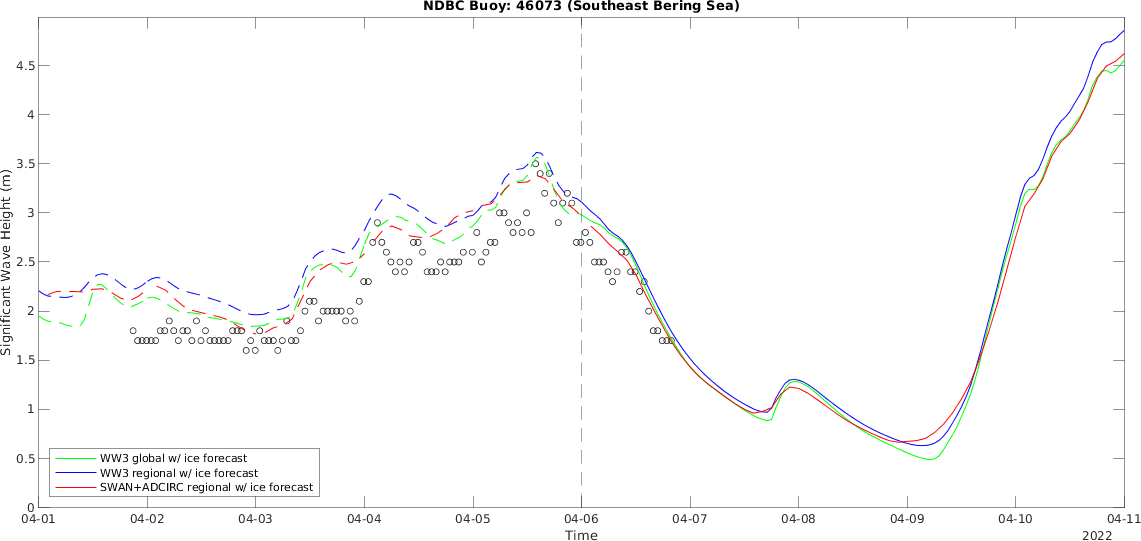 NDBC Buoy: 46073 (Southeast Bering Sea)
Significant Wave Height (m)
4.5
4
3.5
3
2.5
2
1.5
1
0.5
0
WW3 global w/ ice forecast
WW3 regional w/ ice forecast
SWAN+ADCIRC regional w/ ice forecast
04-01 04-02 04-03 04-04 04-05 04-06 04-07 04-08 04-09 04-10 04-11
Time
2022